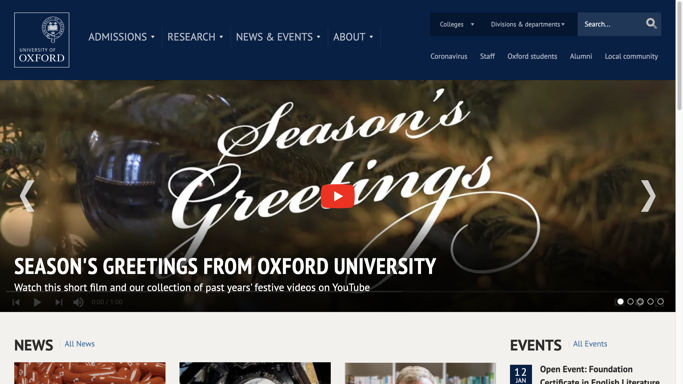 UNIVERSITY OF
OXFORD
ADMISSIONS
RESEARCH
NEWS & EVENTS
ABOUT
Colleges
Divisions & departments
Search...
Coronavirus
Staff
Oxford students
Alumni
Local community
Season's
Greetings
SEASON'S GREETINGS FROM OXFORD UNIVERSITY
Watch this short film and our collection of past years' festive videos on YouTube
0:00 / 1:00
NEWS
All News
EVENTS
All Events
12
JAN
Open Event: Foundation
Certificate in English Literature